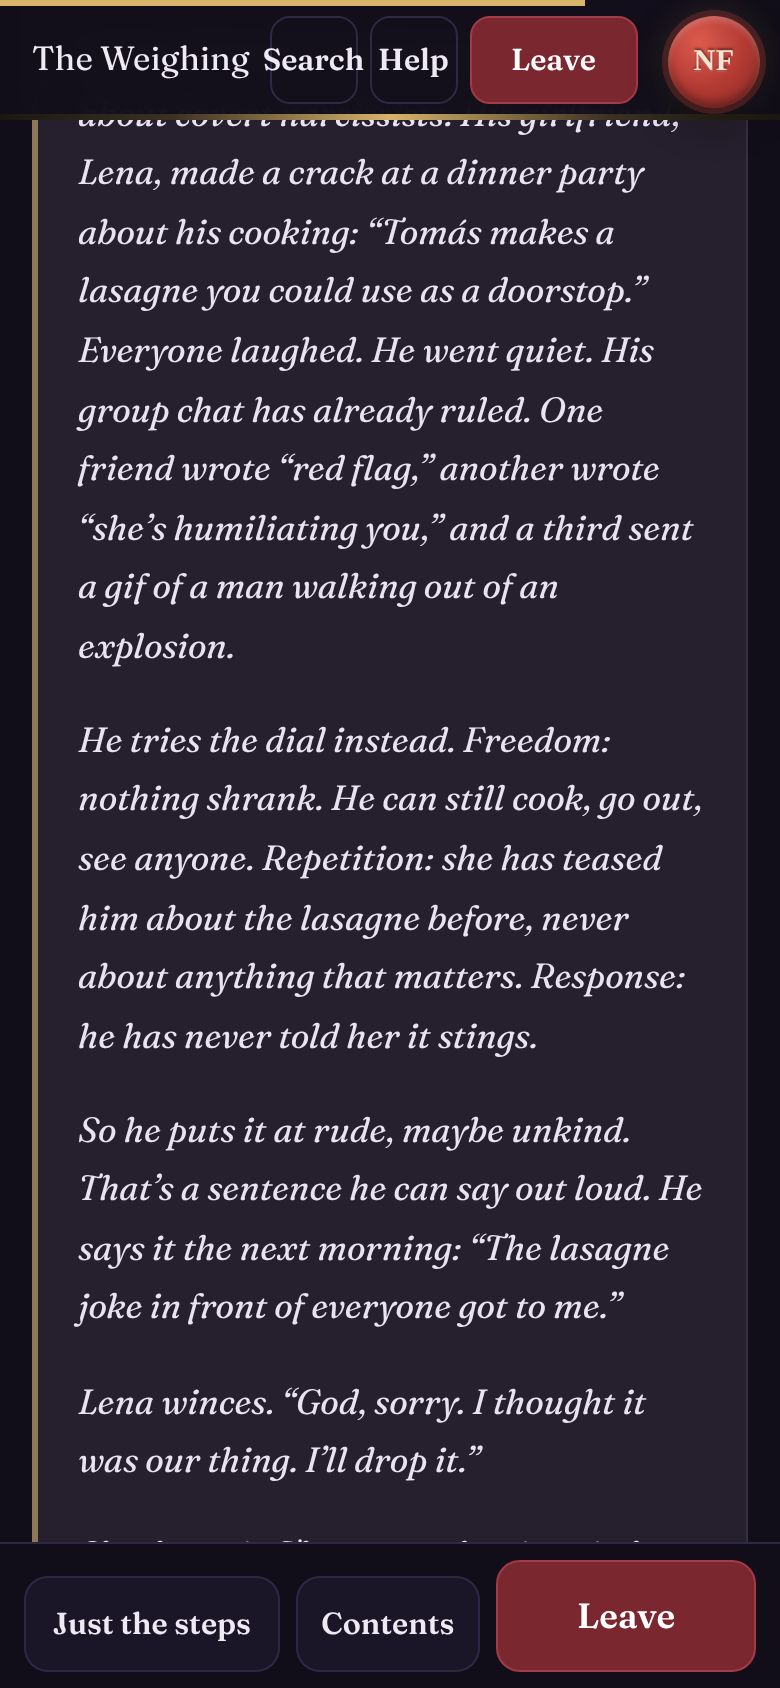 The Weighing Search Help Leave NF
about covert narcissists. His girlfriend,
Lena, made a crack at a dinner party
about his cooking: “Tomás makes a
lasagne you could use as a doorstop.”
Everyone laughed. He went quiet. His
group chat has already ruled. One
friend wrote “red flag,” another wrote
“she’s humiliating you,” and a third sent
a gif of a man walking out of an
explosion.
He tries the dial instead. Freedom:
nothing shrank. He can still cook, go out,
see anyone. Repetition: she has teased
him about the lasagne before, never
about anything that matters. Response:
he has never told her it stings.
So he puts it at rude, maybe unkind.
That’s a sentence he can say out loud. He
says it the next morning: “The lasagne
joke in front of everyone got to me.”
Lena winces. “God, sorry. I thought it
was our thing. I’ll drop it.”
Just the steps Contents Leave